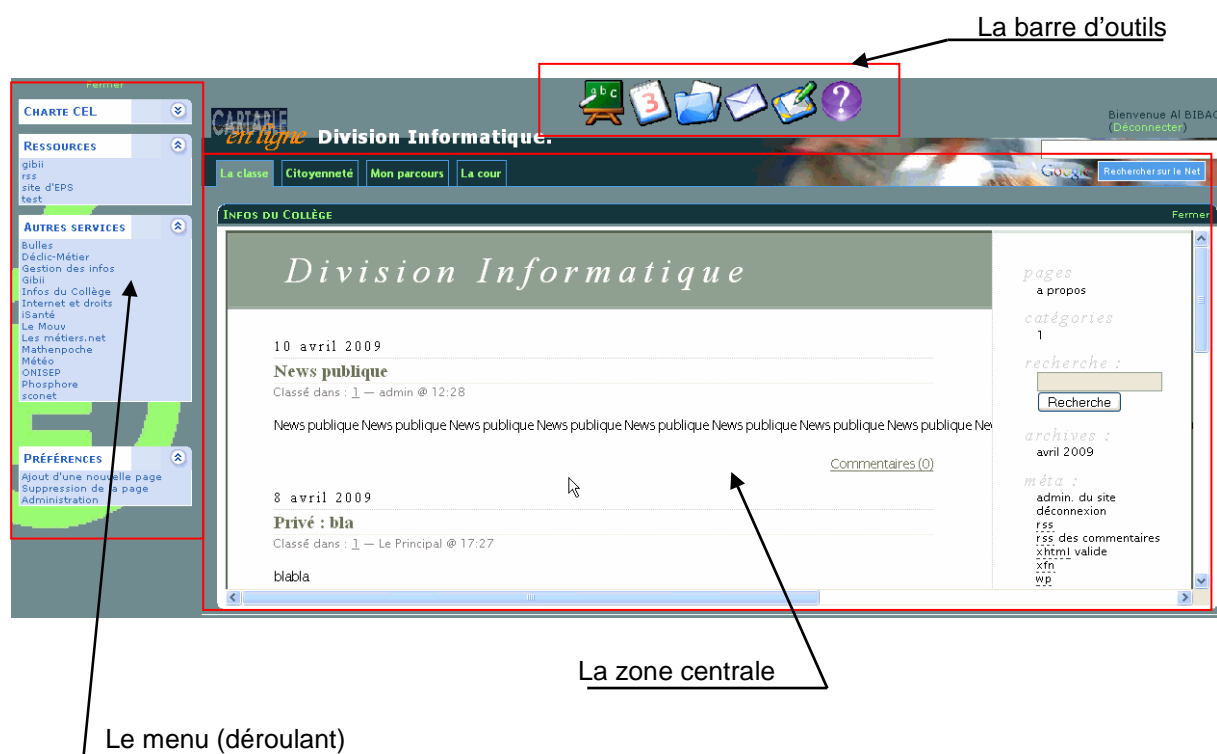 La barre d'outils
Fermer
CHARTE CEL
RESSOURCES
gibii
rss
site d'EPS
test
AUTRES SERVICES
Bulles
Déclic-Métier
Gestion des infos
Gibii
Infos du Collège
Internet et droits
iSanté
Le Mouv
Les métiers.net
Mathenpoche
Météo
ONISEP
Phosphore
sconet
PRÉFÉRENCES
Ajout d'une nouvelle page
Suppression de la page
Administration
a b c
3
?
CARTABLE
en ligne Division Informatique.
Bienvenue Al BIBAC
(Déconnecter)
La classe Citoyenneté Mon parcours La cour
Google Rechercher sur le Net
INFOS DU COLLÈGE Fermer
Division Informatique
10 avril 2009
News publique
Classé dans : 1 — admin @ 12:28
News publique News publique News publique News publique News publique News publique News publique News publique Nev
Commentaires (0)
8 avril 2009
Privé : bla
Classé dans : 1 — Le Principal @ 17:27
blabla
pages
a propos
catégories
1
recherche :
Recherche
archives :
avril 2009
méta :
admin. du site
déconnexion
rss
rss des commentaires
xhtml valide
xfn
wp
La zone centrale
Le menu (déroulant)